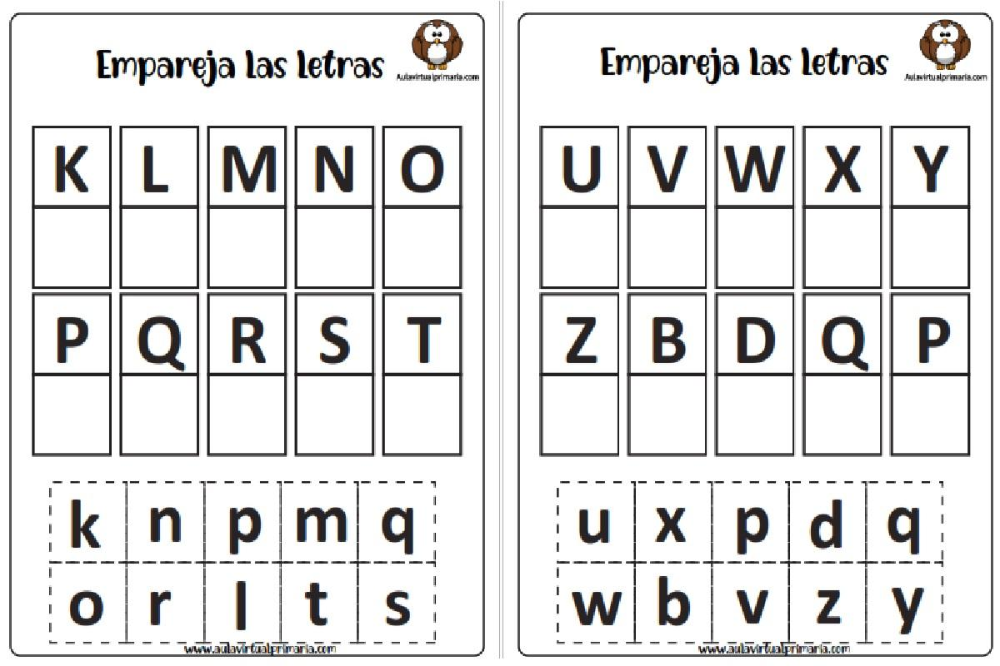 Empareja las letras
Aulavirtualprimaria.com
K L M N O
P Q R S T
k n p m q
o r l t s
www.aulavirtualprimaria.com
Empareja las letras
Aulavirtualprimaria.com
U V W X Y
Z B D Q P
u x p d q
w b v z y
www.aulavirtualprimaria.com